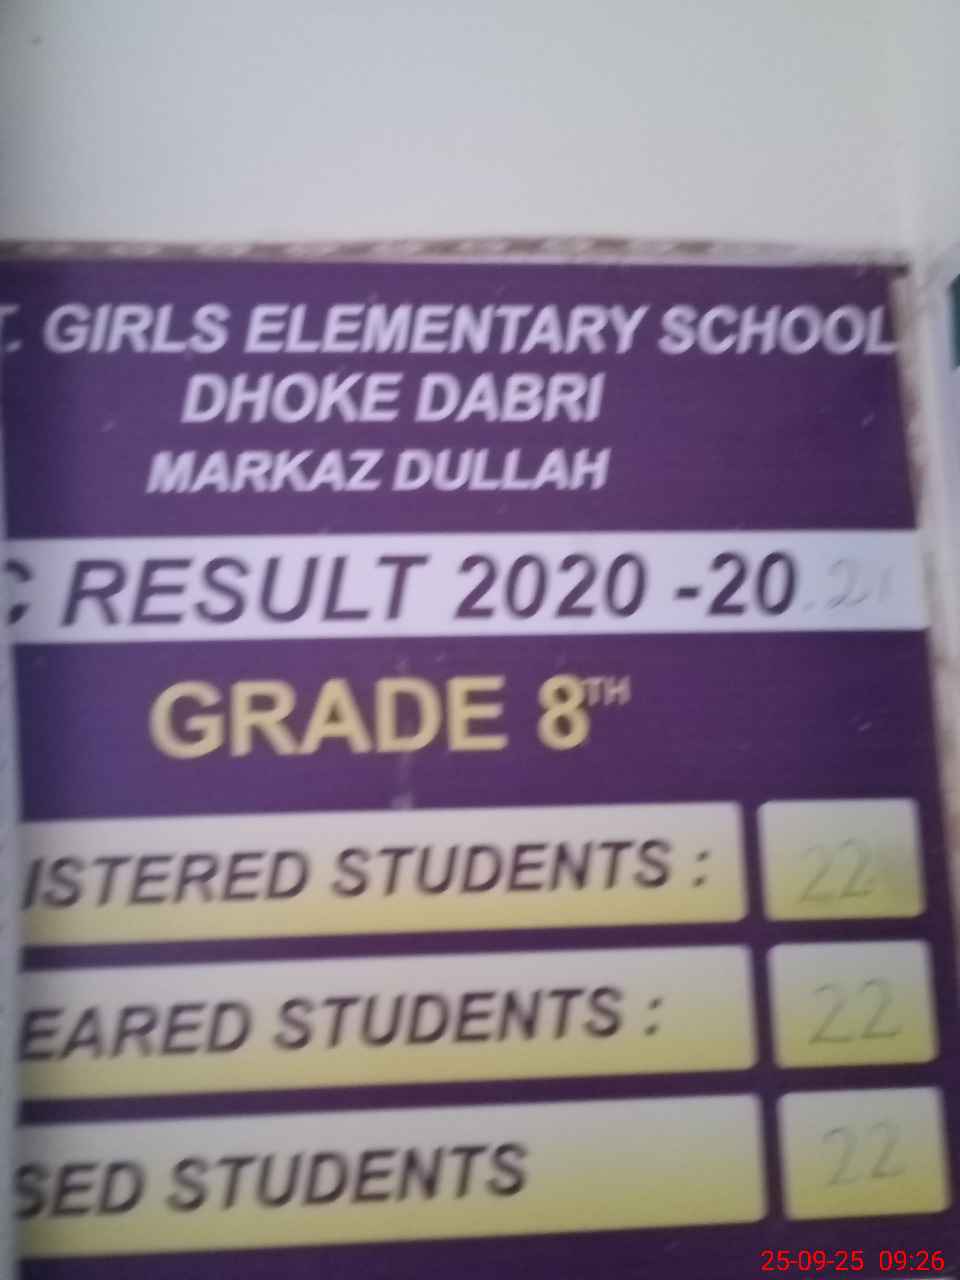 T. GIRLS ELEMENTARY SCHOOL
DHOKE DABRI
MARKAZ DULLAH
C RESULT 2020 -20 21
GRADE 8TH
ISTERED STUDENTS : 22
EARED STUDENTS : 22
SED STUDENTS 22
25-09-25 09:26